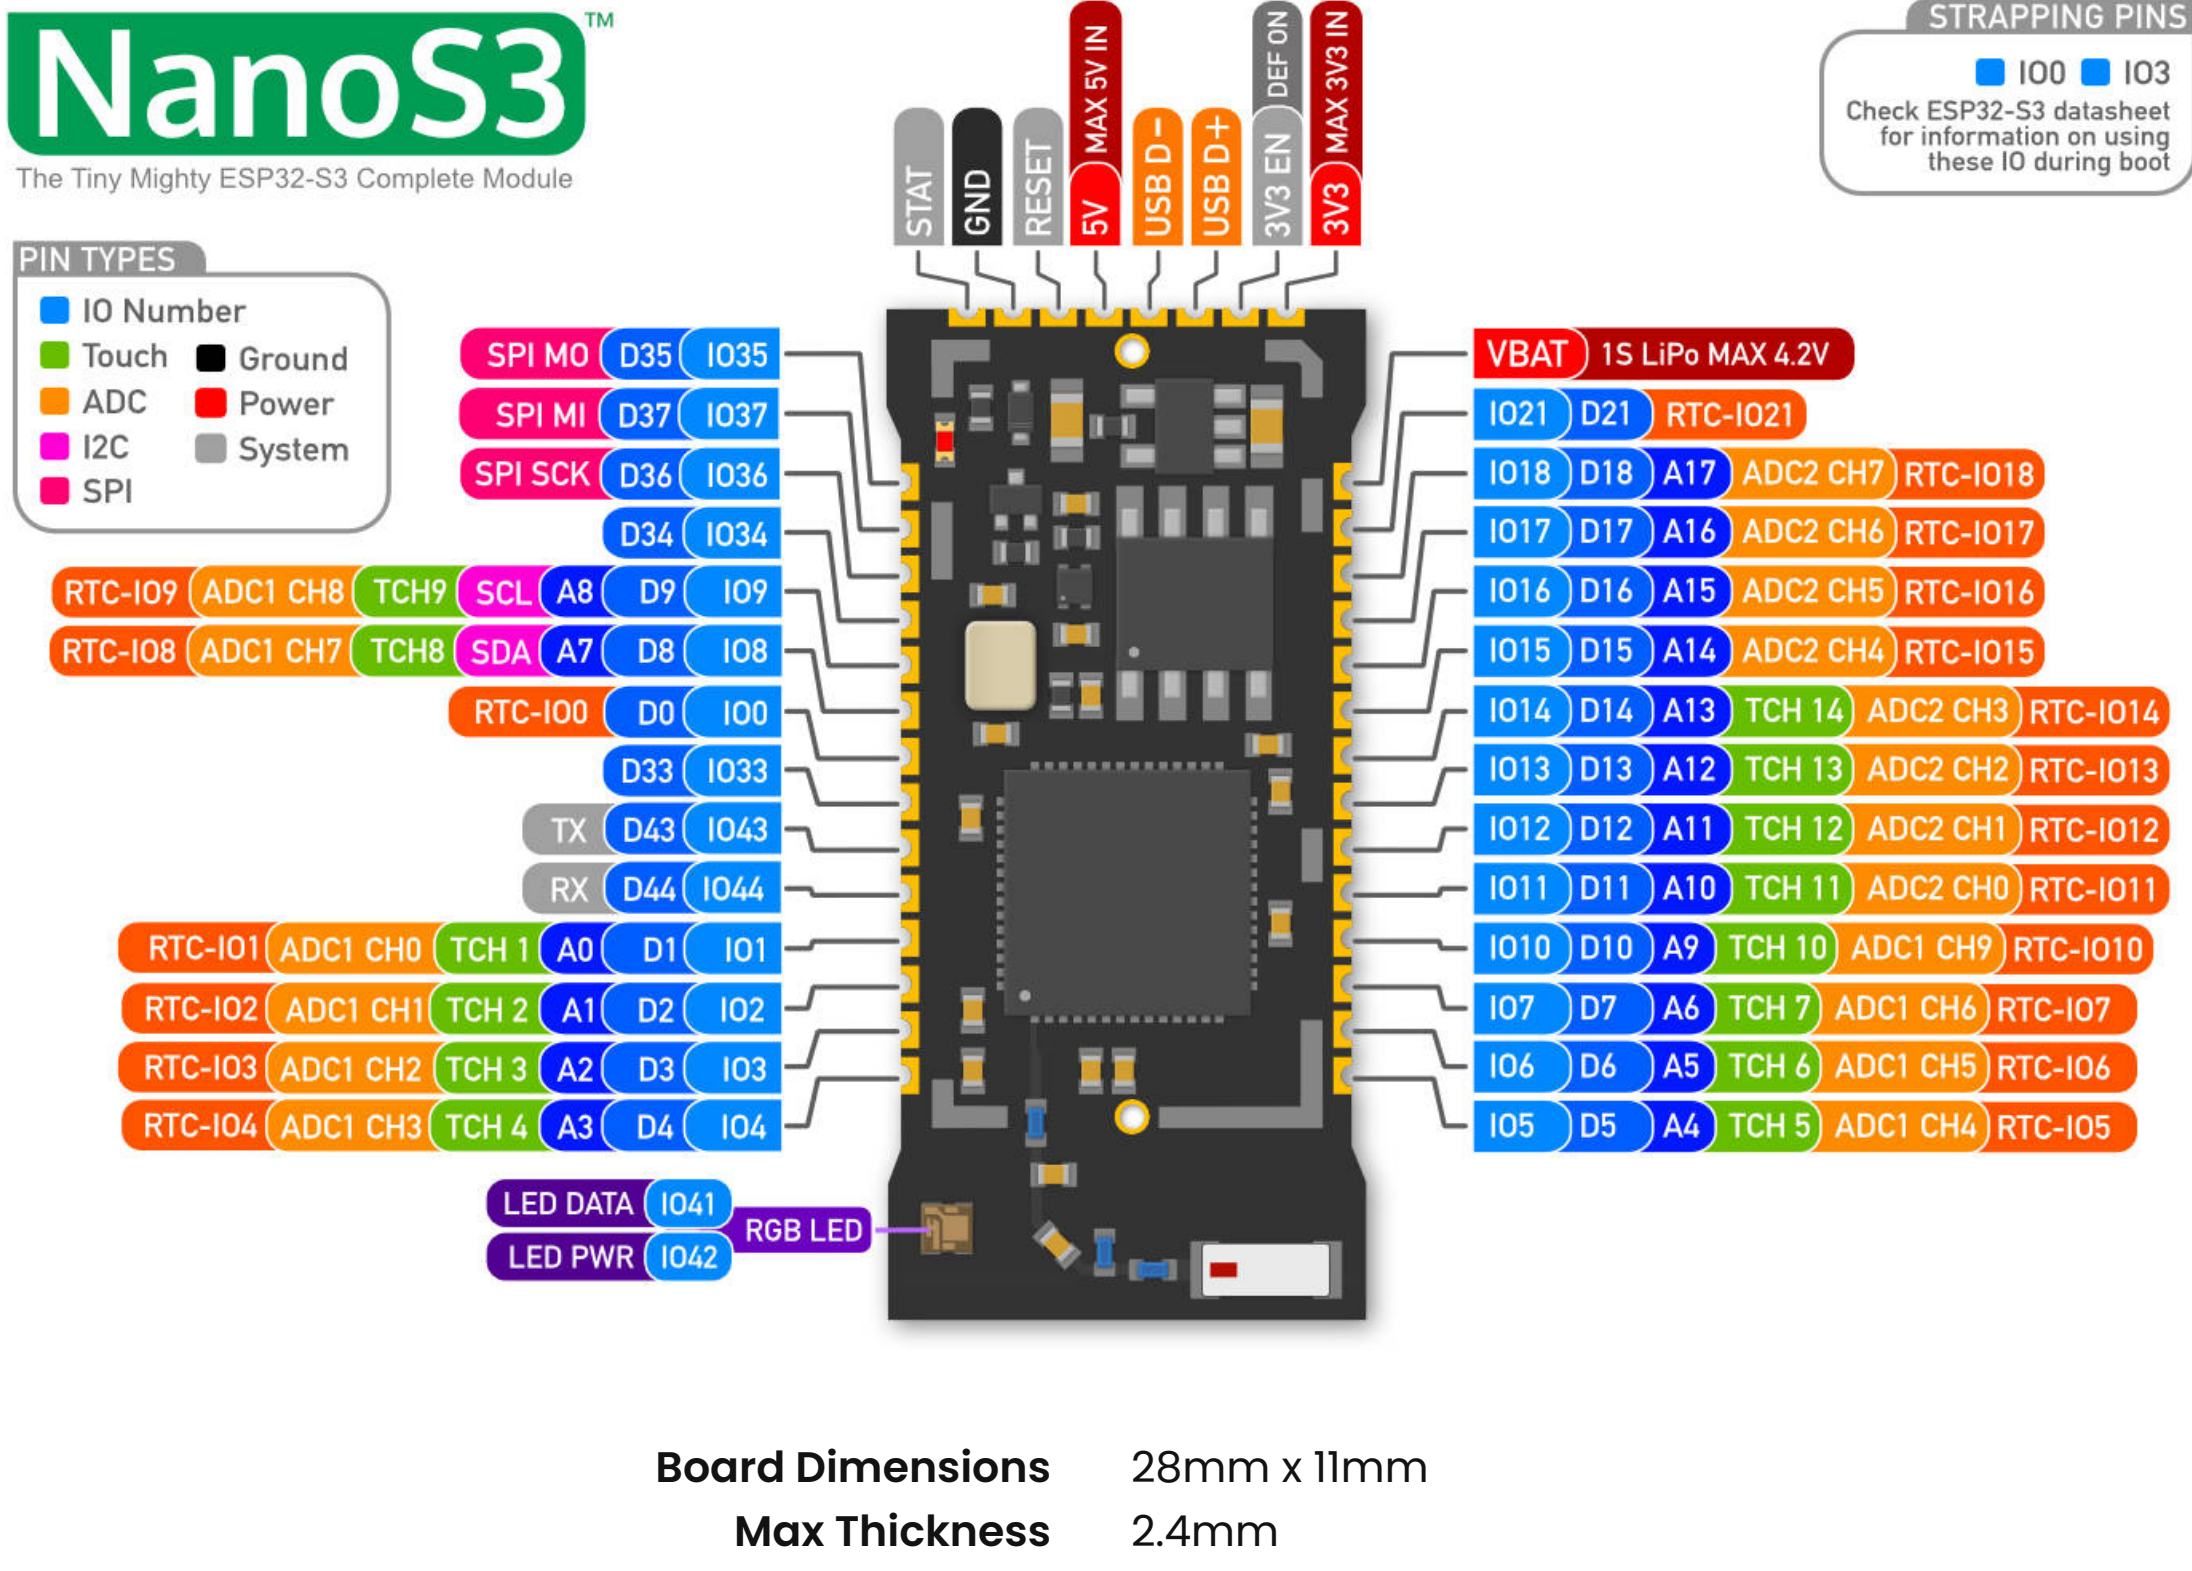 NanoS3™
The Tiny Mighty ESP32-S3 Complete Module
STRAPPING PINS
IO0 IO3
Check ESP32-S3 datasheet
for information on using
these IO during boot
PIN TYPES
IO Number
Touch Ground
ADC Power
I2C System
SPI
STAT
GND
RESET
5V MAX 5V IN
USB D-
USB D+
3V3 EN DEF ON
3V3 MAX 3V3 IN
SPI MO D35 IO35
SPI MI D37 IO37
SPI SCK D36 IO36
D34 IO34
RTC-IO9 ADC1 CH8 TCH9 SCL A8 D9 IO9
RTC-IO8 ADC1 CH7 TCH8 SDA A7 D8 IO8
RTC-IO0 D0 IO0
D33 IO33
TX D43 IO43
RX D44 IO44
RTC-IO1 ADC1 CH0 TCH 1 A0 D1 IO1
RTC-IO2 ADC1 CH1 TCH 2 A1 D2 IO2
RTC-IO3 ADC1 CH2 TCH 3 A2 D3 IO3
RTC-IO4 ADC1 CH3 TCH 4 A3 D4 IO4
LED DATA IO41
LED PWR IO42
RGB LED
VBAT 1S LiPo MAX 4.2V
IO21 D21 RTC-IO21
IO18 D18 A17 ADC2 CH7 RTC-IO18
IO17 D17 A16 ADC2 CH6 RTC-IO17
IO16 D16 A15 ADC2 CH5 RTC-IO16
IO15 D15 A14 ADC2 CH4 RTC-IO15
IO14 D14 A13 TCH 14 ADC2 CH3 RTC-IO14
IO13 D13 A12 TCH 13 ADC2 CH2 RTC-IO13
IO12 D12 A11 TCH 12 ADC2 CH1 RTC-IO12
IO11 D11 A10 TCH 11 ADC2 CH0 RTC-IO11
IO10 D10 A9 TCH 10 ADC1 CH9 RTC-IO10
IO7 D7 A6 TCH 7 ADC1 CH6 RTC-IO7
IO6 D6 A5 TCH 6 ADC1 CH5 RTC-IO6
IO5 D5 A4 TCH 5 ADC1 CH4 RTC-IO5
Board Dimensions 28mm x 11mm
Max Thickness 2.4mm